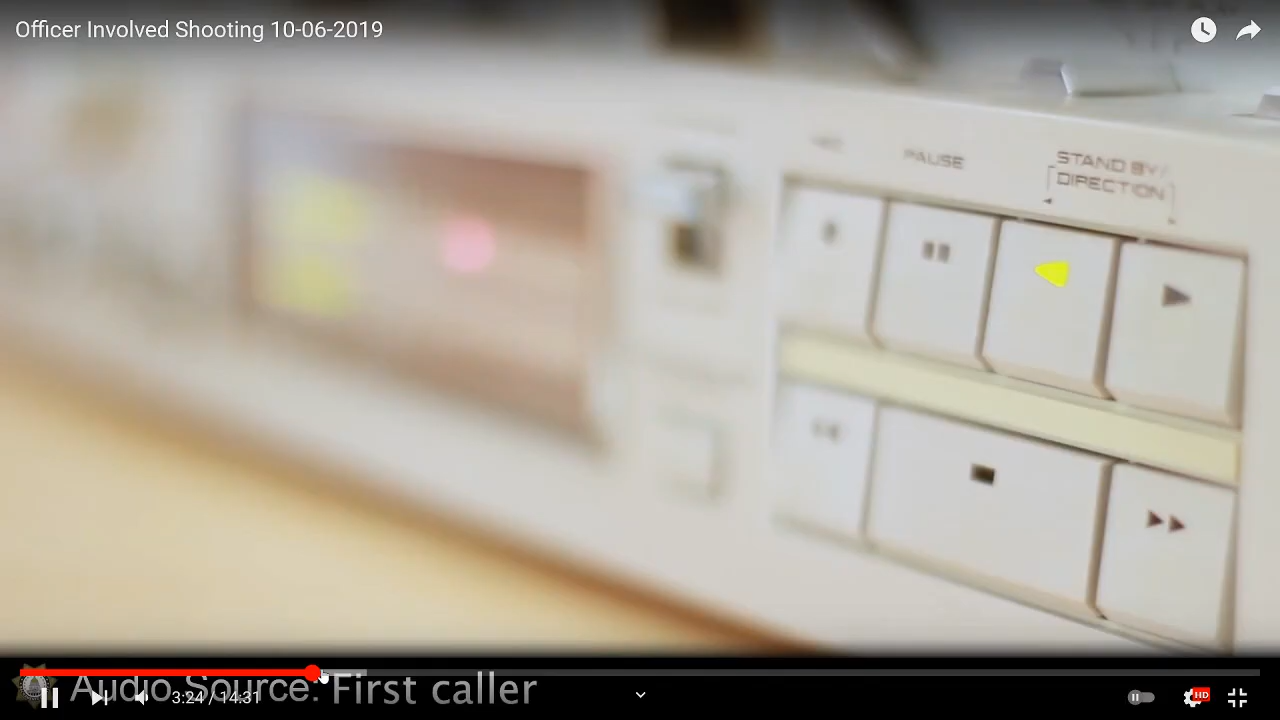 Officer Involved Shooting 10-06-2019
PAUSE
STAND BY/
DIRECTION
Audio Source: First caller
3:24 / 14:31
HD